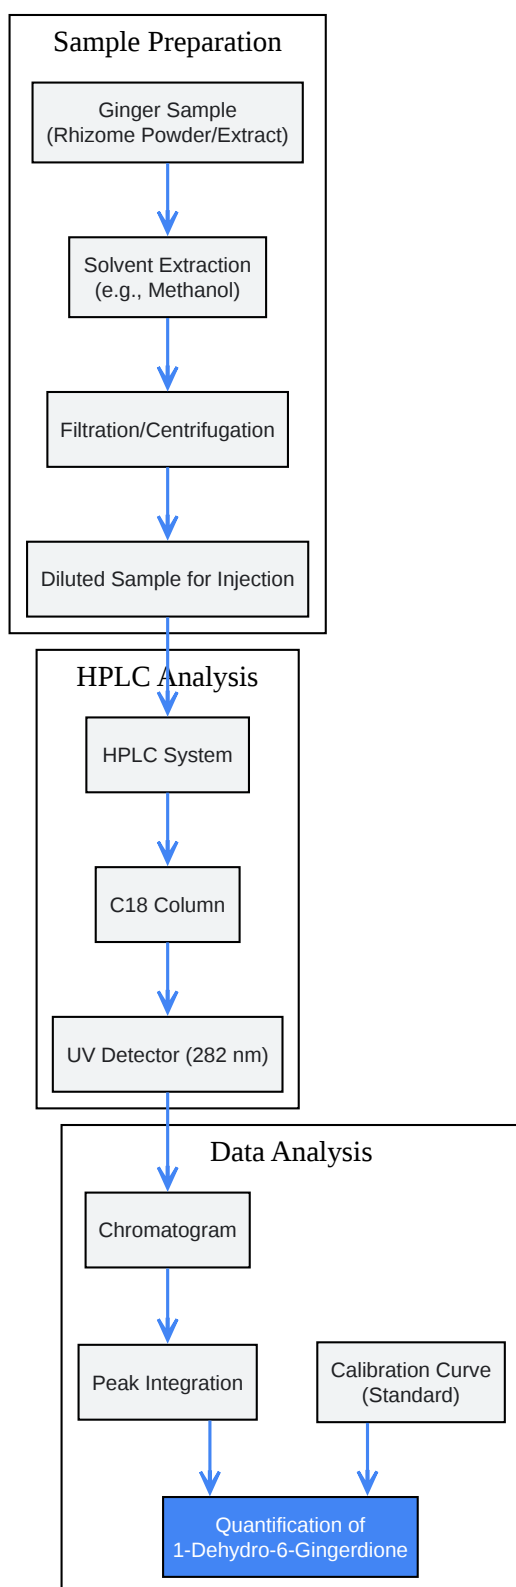 Sample Preparation
Ginger Sample
(Rhizome Powder/Extract)
Solvent Extraction
(e.g., Methanol)
Filtration/Centrifugation
Diluted Sample for Injection
HPLC Analysis
HPLC System
C18 Column
UV Detector (282 nm)
Data Analysis
Chromatogram
Peak Integration
Calibration Curve
(Standard)
Quantification of
1-Dehydro-6-Gingerdione